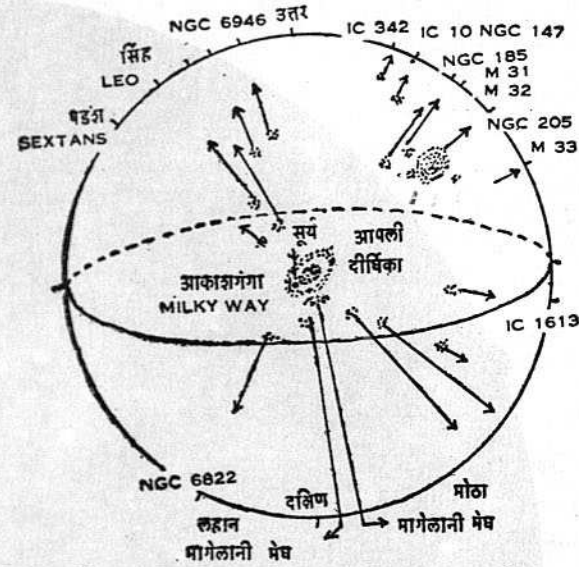 NGC 6946 उत्तर
IC 342
IC 10 NGC 147
सिंह
LEO
NGC 185
M 31
M 32
षडंश
SEXTANS
NGC 205
M 33
सूर्य
आपली
दीर्घिका
आकाशगंगा
MILKY WAY
IC 1613
NGC 6822
दक्षिण
मोठा
मागेलानी मेघ
लहान
मागेलानी मेघ